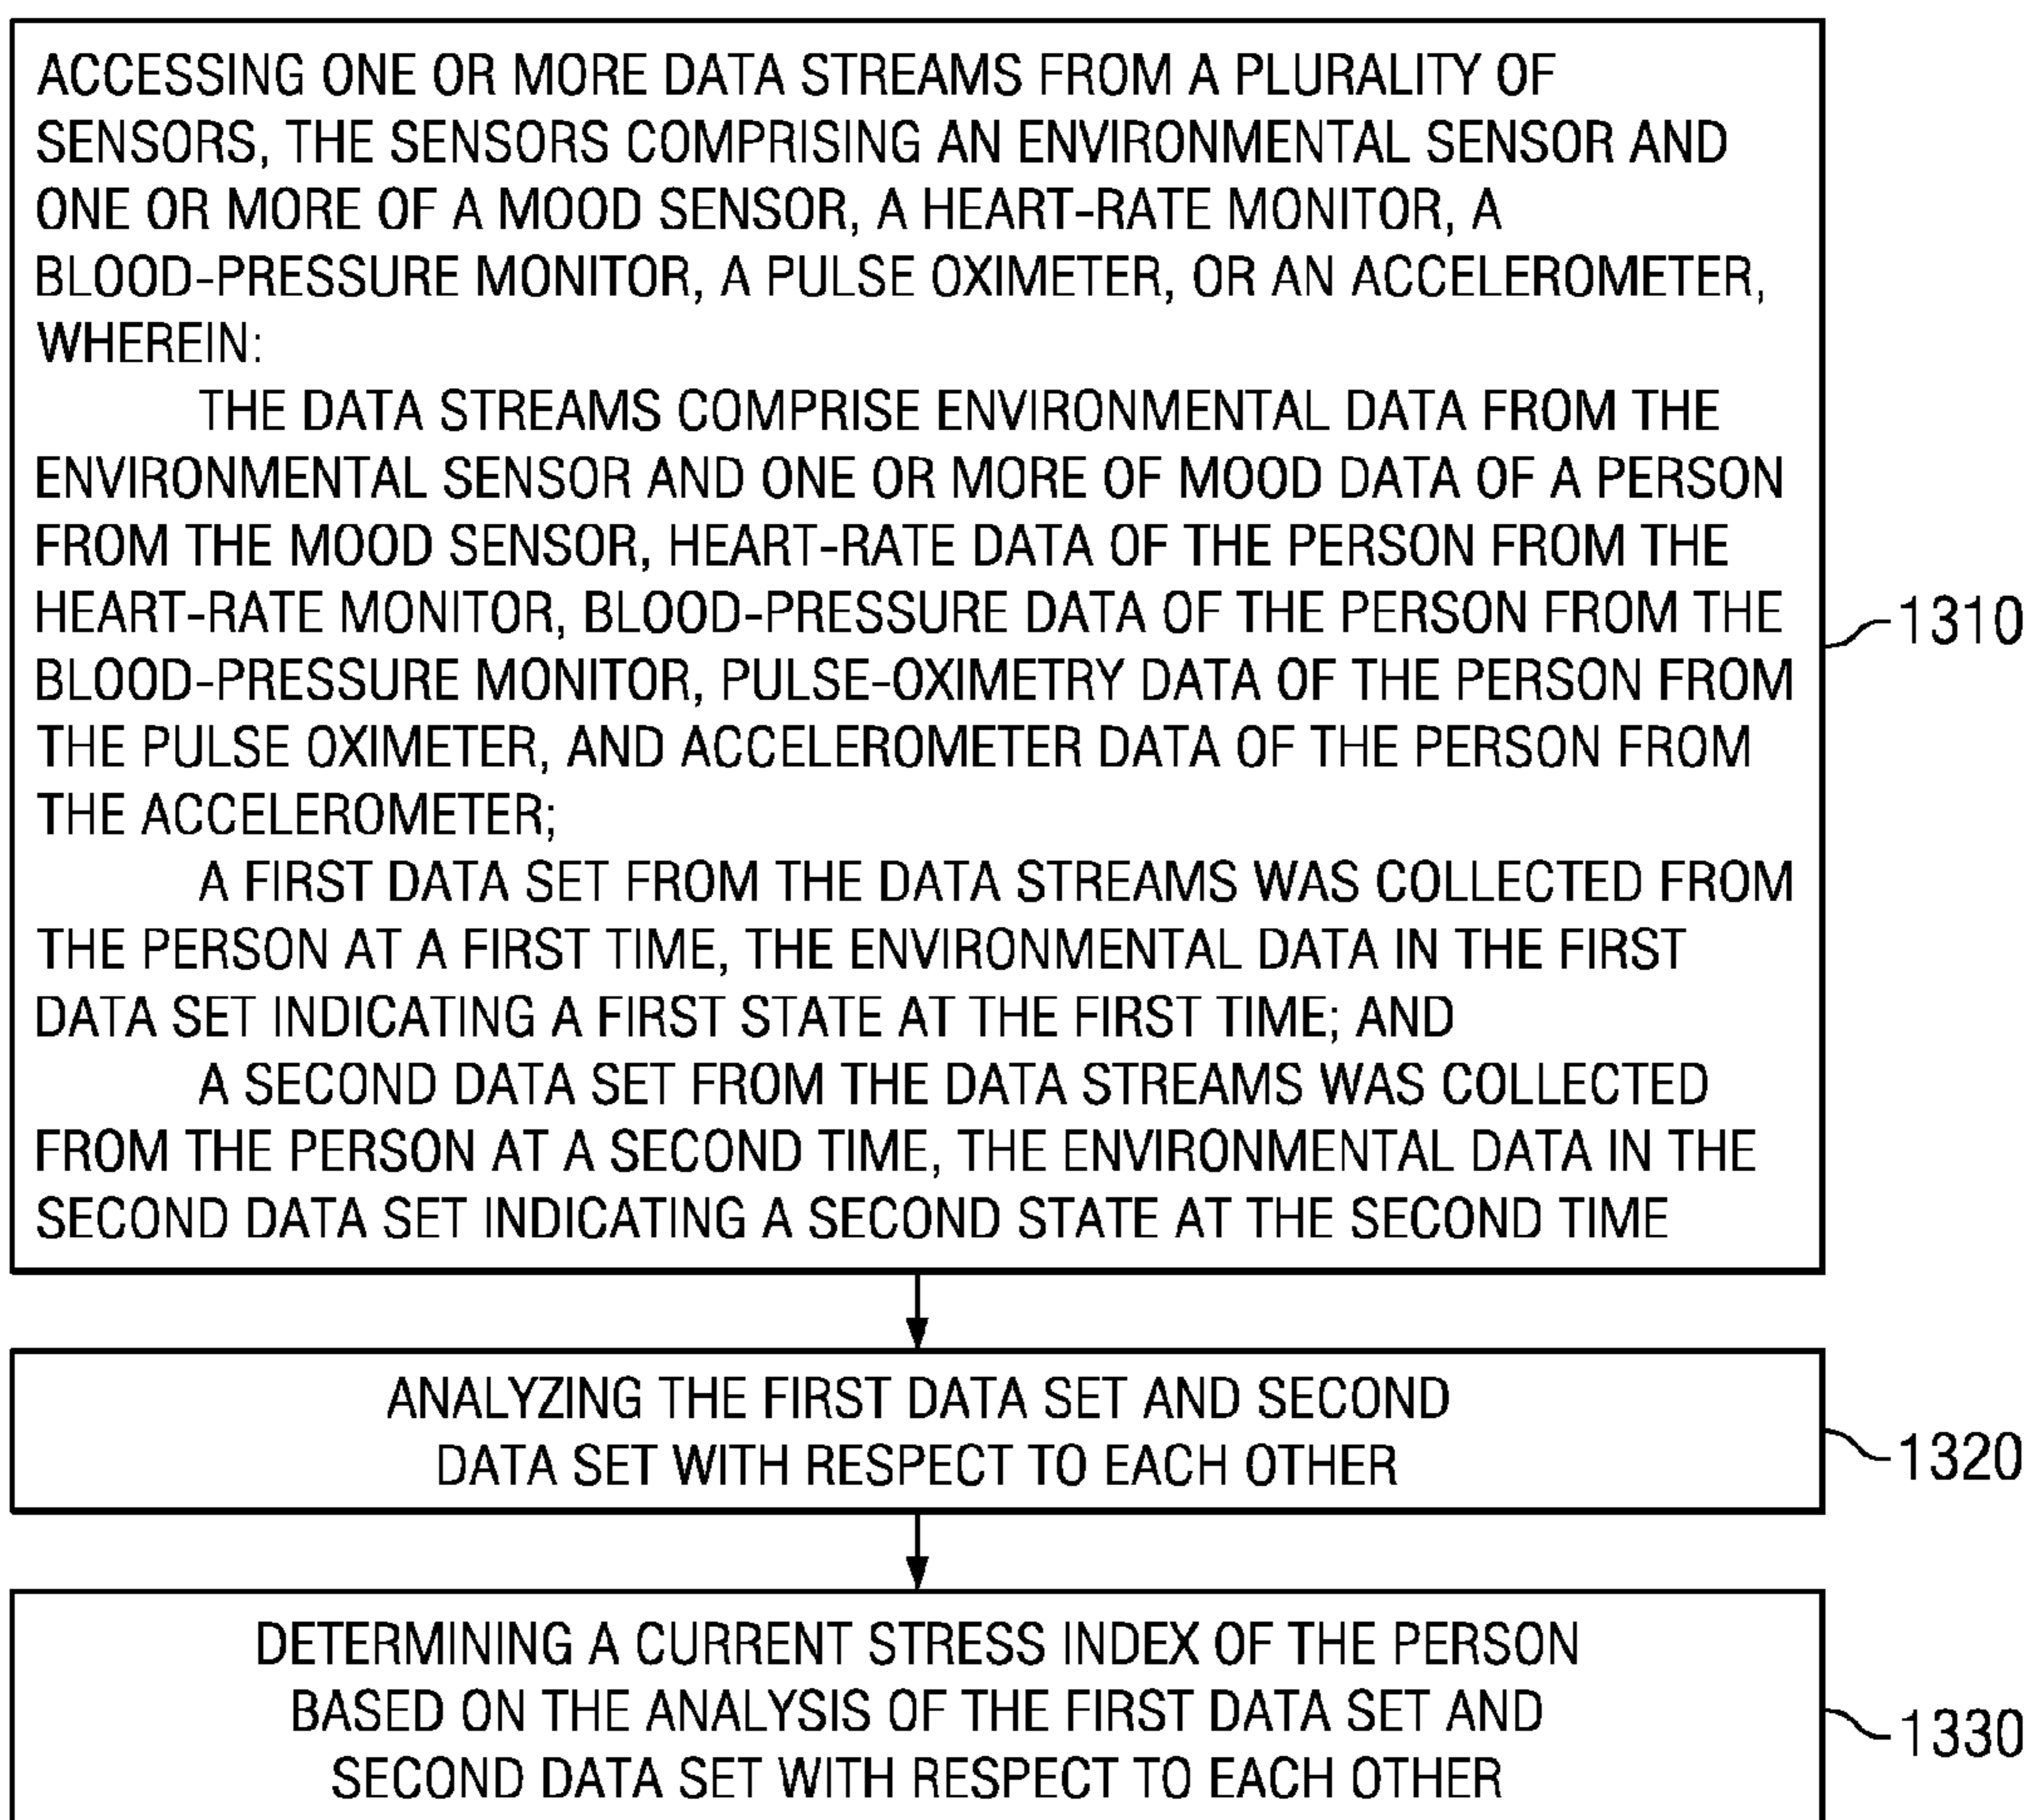 ACCESSING ONE OR MORE DATA STREAMS FROM A PLURALITY OF
SENSORS, THE SENSORS COMPRISING AN ENVIRONMENTAL SENSOR AND
ONE OR MORE OF A MOOD SENSOR, A HEART-RATE MONITOR, A
BLOOD-PRESSURE MONITOR, A PULSE OXIMETER, OR AN ACCELEROMETER,
WHEREIN:
THE DATA STREAMS COMPRISE ENVIRONMENTAL DATA FROM THE
ENVIRONMENTAL SENSOR AND ONE OR MORE OF MOOD DATA OF A PERSON
FROM THE MOOD SENSOR, HEART-RATE DATA OF THE PERSON FROM THE
HEART-RATE MONITOR, BLOOD-PRESSURE DATA OF THE PERSON FROM THE
BLOOD-PRESSURE MONITOR, PULSE-OXIMETRY DATA OF THE PERSON FROM
THE PULSE OXIMETER, AND ACCELEROMETER DATA OF THE PERSON FROM
THE ACCELEROMETER;
A FIRST DATA SET FROM THE DATA STREAMS WAS COLLECTED FROM
THE PERSON AT A FIRST TIME, THE ENVIRONMENTAL DATA IN THE FIRST
DATA SET INDICATING A FIRST STATE AT THE FIRST TIME; AND
A SECOND DATA SET FROM THE DATA STREAMS WAS COLLECTED
FROM THE PERSON AT A SECOND TIME, THE ENVIRONMENTAL DATA IN THE
SECOND DATA SET INDICATING A SECOND STATE AT THE SECOND TIME
1310
ANALYZING THE FIRST DATA SET AND SECOND
DATA SET WITH RESPECT TO EACH OTHER
1320
DETERMINING A CURRENT STRESS INDEX OF THE PERSON
BASED ON THE ANALYSIS OF THE FIRST DATA SET AND
SECOND DATA SET WITH RESPECT TO EACH OTHER
1330